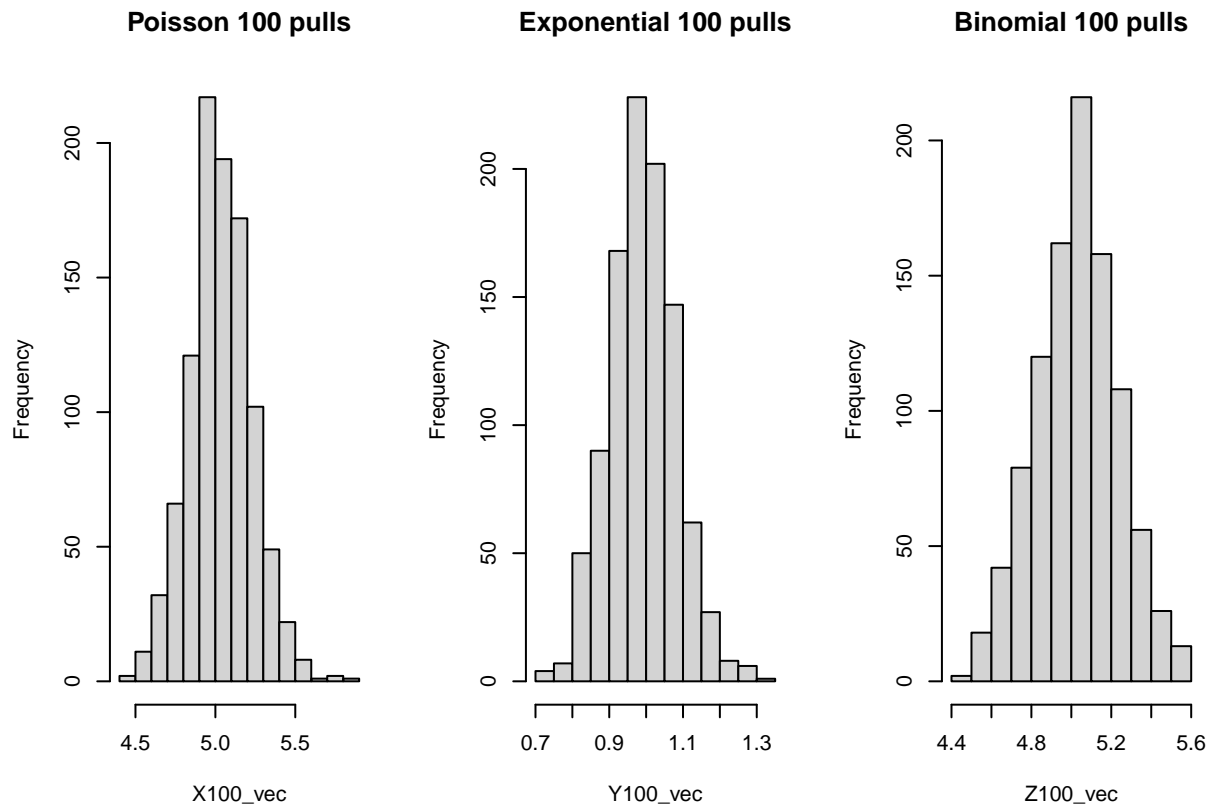 Poisson 100 pulls
Frequency
0
50
100
150
200
4.5 5.0 5.5
X100_vec
Exponential 100 pulls
Frequency
0
50
100
150
200
0.7 0.9 1.1 1.3
Y100_vec
Binomial 100 pulls
Frequency
0
50
100
150
200
4.4 4.8 5.2 5.6
Z100_vec